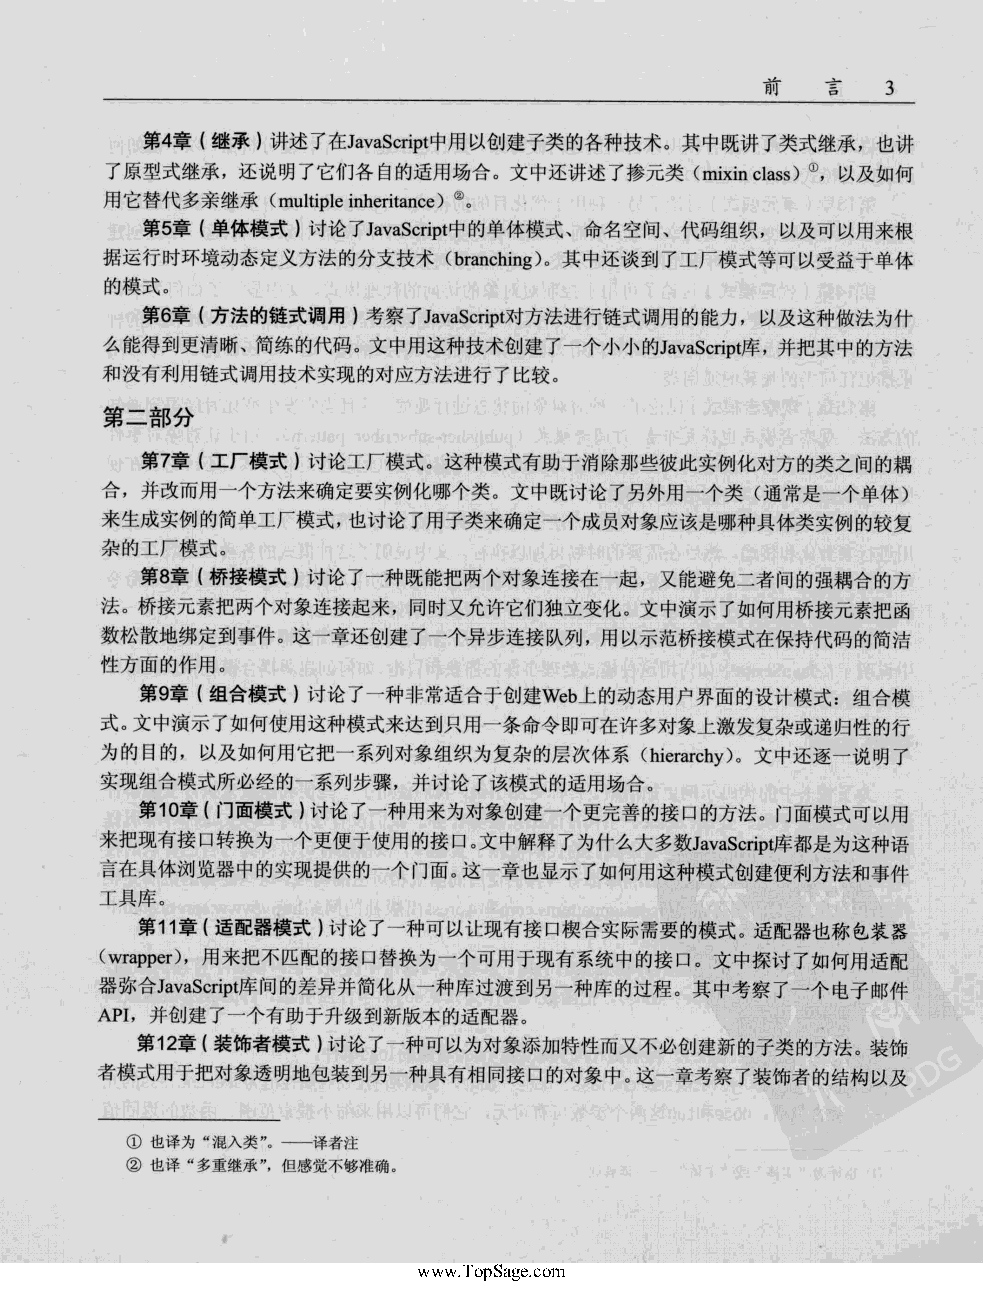 前 言 3
第4章（继承）讲述了在JavaScript中用以创建子类的各种技术。其中既讲了类式继承，也讲
了原型式继承，还说明了它们各自的适用场合。文中还讲述了掺元类（mixin class）①，以及如何
用它替代多亲继承（multiple inheritance）②。
第5章（单体模式）讨论了JavaScript中的单体模式、命名空间、代码组织，以及可以用来根
据运行时环境动态定义方法的分支技术（branching）。其中还谈到了工厂模式等可以受益于单体
的模式。
第6章（方法的链式调用）考察了JavaScript对方法进行链式调用的能力，以及这种做法为什
么能得到更清晰、简练的代码。文中用这种技术创建了一个小小的JavaScript库，并把其中的方法
和没有利用链式调用技术实现的对应方法进行了比较。
第二部分
第7章（工厂模式）讨论工厂模式。这种模式有助于消除那些彼此实例化对方的类之间的耦
合，并改而用一个方法来确定要实例化哪个类。文中既讨论了另外用一个类（通常是一个单体）
来生成实例的简单工厂模式，也讨论了用子类来确定一个成员对象应该是哪种具体类实例的较复
杂的工厂模式。
第8章（桥接模式）讨论了一种既能把两个对象连接在一起，又能避免二者间的强耦合的方
法。桥接元素把两个对象连接起来，同时又允许它们独立变化。文中演示了如何用桥接元素把函
数松散地绑定到事件。这一章还创建了一个异步连接队列，用以示范桥接模式在保持代码的简洁
性方面的作用。
第9章（组合模式）讨论了一种非常适合于创建Web上的动态用户界面的设计模式：组合模
式。文中演示了如何使用这种模式来达到只用一条命令即可在许多对象上激发复杂或递归性的行
为的目的，以及如何用它把一系列对象组织为复杂的层次体系（hierarchy）。文中还逐一说明了
实现组合模式所必经的一系列步骤，并讨论了该模式的适用场合。
第10章（门面模式）讨论了一种用来为对象创建一个更完善的接口的方法。门面模式可以用
来把现有接口转换为一个更便于使用的接口。文中解释了为什么大多数JavaScript库都是为这种语
言在具体浏览器中的实现提供的一个门面。这一章也显示了如何用这种模式创建便利方法和事件
工具库。
第11章（适配器模式）讨论了一种可以让现有接口楔合实际需要的模式。适配器也称包装器
（wrapper），用来把不匹配的接口替换为一个可用于现有系统中的接口。文中探讨了如何用适配
器弥合JavaScript库间的差异并简化从一种库过渡到另一种库的过程。其中考察了一个电子邮件
API，并创建了一个有助于升级到新版本的适配器。
第12章（装饰者模式）讨论了一种可以为对象添加特性而又不必创建新的子类的方法。装饰
者模式用于把对象透明地包装到另一种具有相同接口的对象中。这一章考察了装饰者的结构以及
① 也译为“混入类”。——译者注
② 也译“多重继承”，但感觉不够准确。
PDG
www.TopSage.com